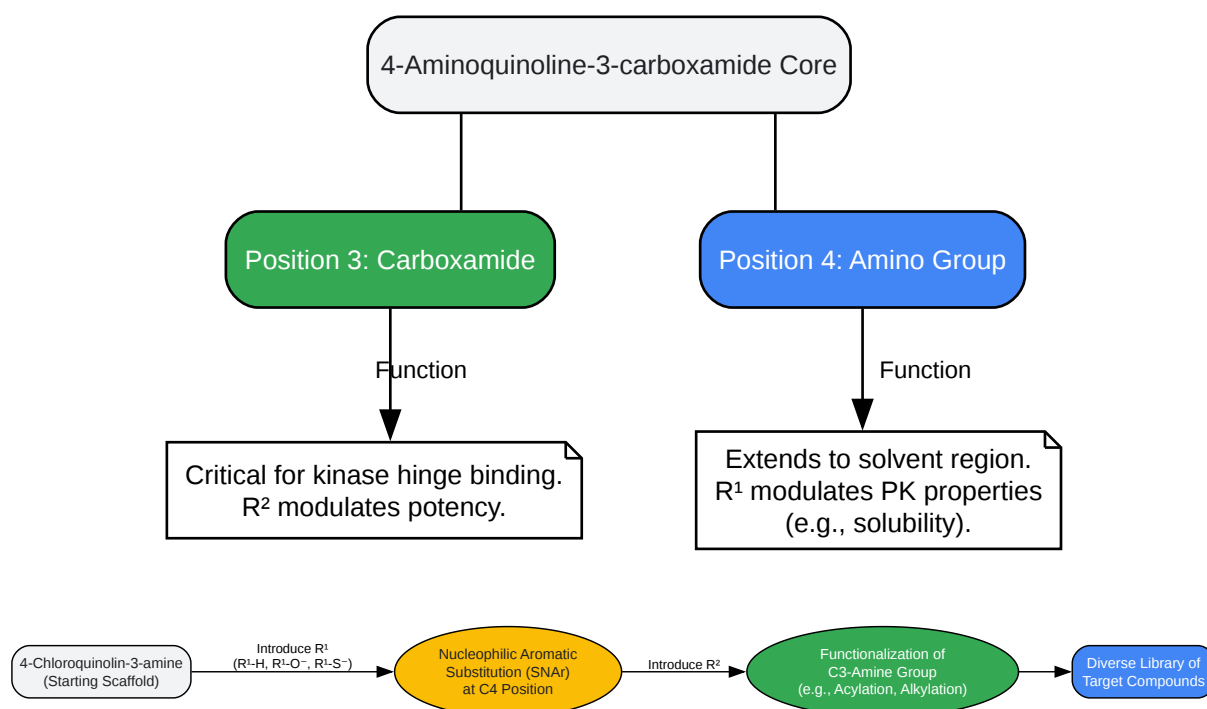 4-Aminoquinoline-3-carboxamide Core
Position 3: Carboxamide
Position 4: Amino Group
Function
Function
Critical for kinase hinge binding.
R² modulates potency.
Extends to solvent region.
R¹ modulates PK properties
(e.g., solubility).
4-Chloroquinolin-3-amine
(Starting Scaffold)
Introduce R¹
(R¹-H, R¹-O⁻, R¹-S⁻)
Nucleophilic Aromatic
Substitution (SNAr)
at C4 Position
Introduce R²
Functionalization of
C3-Amine Group
(e.g., Acylation, Alkylation)
Diverse Library of
Target Compounds